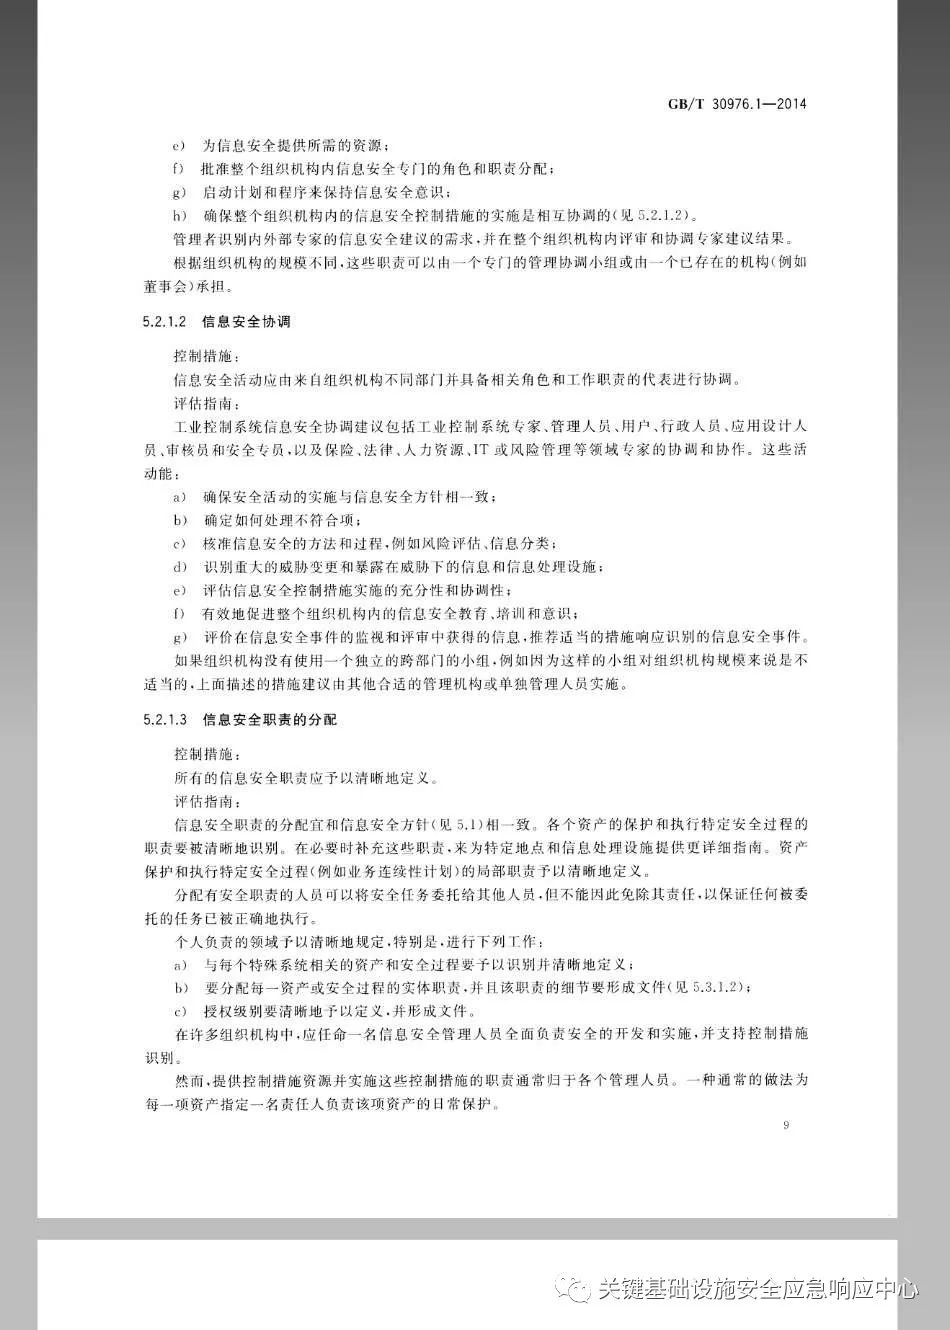 GB/T 30976.1—2014
e) 为信息安全提供所需的资源;
f) 批准整个组织机构内信息安全专门的角色和职责分配;
g) 启动计划和程序来保持信息安全意识;
h) 确保整个组织机构内的信息安全控制措施的实施是相互协调的(见 5.2.1.2)。
管理者识别内外部专家的信息安全建议的需求,并在整个组织机构内评审和协调专家建议结果。
根据组织机构的规模不同,这些职责可以由一个专门的管理协调小组或由一个已存在的机构(例如
董事会)承担。
5.2.1.2 信息安全协调
控制措施:
信息安全活动应由来自组织机构不同部门并具备相关角色和工作职责的代表进行协调。
评估指南:
工业控制系统信息安全协调建议包括工业控制系统专家、管理人员、用户、行政人员、应用设计人
员、审核员和安全专员,以及保险、法律、人力资源、IT 或风险管理等领域专家的协调和协作。这些活
动能:
a) 确保安全活动的实施与信息安全方针相一致;
b) 确定如何处理不符合项;
c) 核准信息安全的方法和过程,例如风险评估、信息分类;
d) 识别重大的威胁变更和暴露在威胁下的信息和信息处理设施;
e) 评估信息安全控制措施实施的充分性和协调性;
f) 有效地促进整个组织机构内的信息安全教育、培训和意识;
g) 评价在信息安全事件的监视和评审中获得的信息,推荐适当的措施响应识别的信息安全事件。
如果组织机构没有使用一个独立的跨部门的小组,例如因为这样的小组对组织机构规模来说是不
适当的,上面描述的措施建议由其他合适的管理机构或单独管理人员实施。
5.2.1.3 信息安全职责的分配
控制措施:
所有的信息安全职责应予以清晰地定义。
评估指南:
信息安全职责的分配宜和信息安全方针(见 5.1)相一致。各个资产的保护和执行特定安全过程的
职责要被清晰地识别。在必要时补充这些职责,来为特定地点和信息处理设施提供更详细指南。资产
保护和执行特定安全过程(例如业务连续性计划)的局部职责予以清晰地定义。
分配有安全职责的人员可以将安全任务委托给其他人员,但不能因此免除其责任,以保证任何被委
托的任务已被正确地执行。
个人负责的领域予以清晰地规定,特别是,进行下列工作:
a) 与每个特殊系统相关的资产和安全过程要予以识别并清晰地定义;
b) 要分配每一资产或安全过程的实体职责,并且该职责的细节要形成文件(见 5.3.1.2);
c) 授权级别要清晰地予以定义,并形成文件。
在许多组织机构中,应任命一名信息安全管理人员全面负责安全的开发和实施,并支持控制措施
识别。
然而,提供控制措施资源并实施这些控制措施的职责通常归于各个管理人员。一种通常的做法为
每一项资产指定一名责任人负责该项资产的日常保护。
9
关键基础设施安全应急响应中心